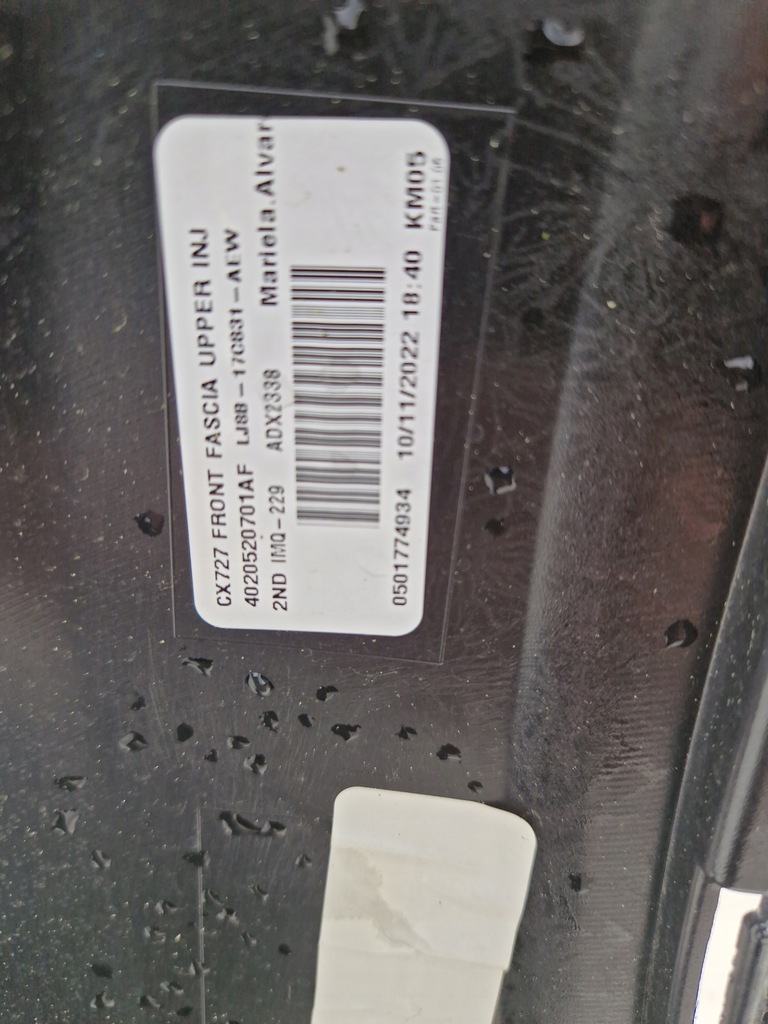 CX727 FRONT FASCIA UPPER INJ
4020520701AF LJ8B-17C831-AEW
2ND IMQ-229 ADX2338 Mariela.Alvar
0501774934 10/11/2022 18:40 KM05